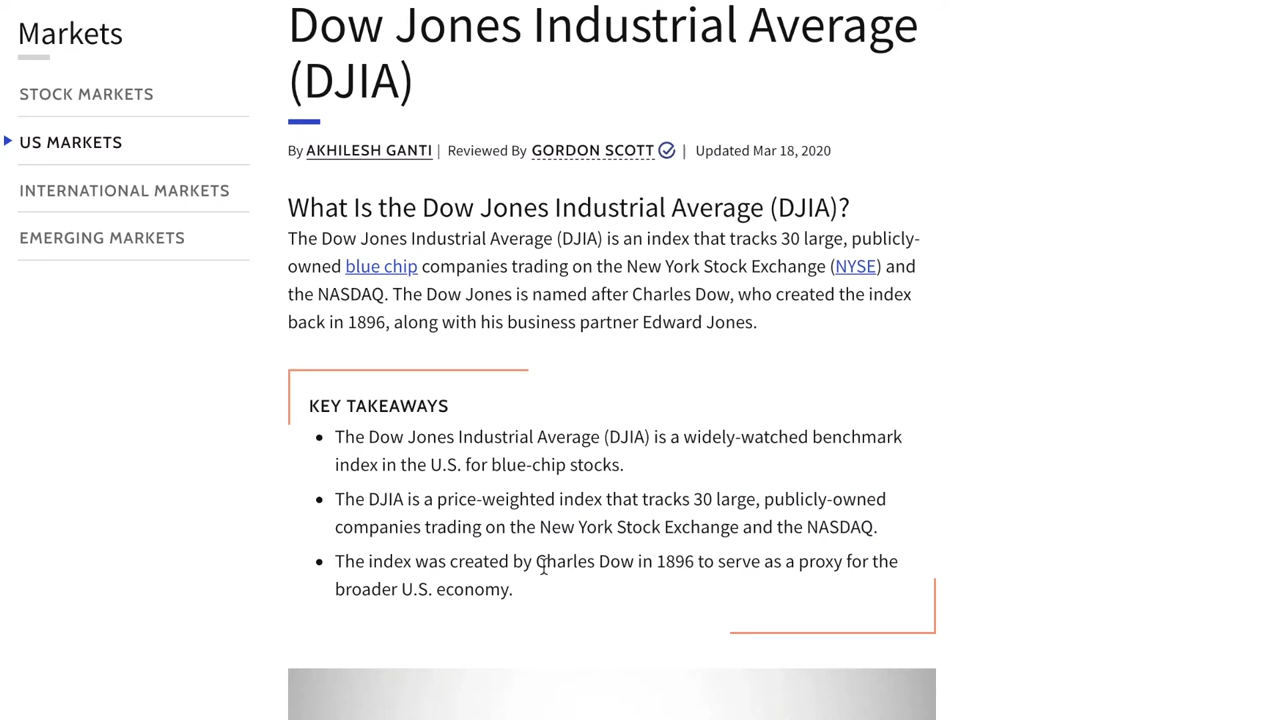 Markets
STOCK MARKETS
US MARKETS
INTERNATIONAL MARKETS
EMERGING MARKETS
Dow Jones Industrial Average
(DJIA)
By AKHILESH GANTI | Reviewed By GORDON SCOTT | Updated Mar 18, 2020
What Is the Dow Jones Industrial Average (DJIA)?
The Dow Jones Industrial Average (DJIA) is an index that tracks 30 large, publicly-
owned blue chip companies trading on the New York Stock Exchange (NYSE) and
the NASDAQ. The Dow Jones is named after Charles Dow, who created the index
back in 1896, along with his business partner Edward Jones.
KEY TAKEAWAYS
• The Dow Jones Industrial Average (DJIA) is a widely-watched benchmark
index in the U.S. for blue-chip stocks.
• The DJIA is a price-weighted index that tracks 30 large, publicly-owned
companies trading on the New York Stock Exchange and the NASDAQ.
• The index was created by Charles Dow in 1896 to serve as a proxy for the
broader U.S. economy.